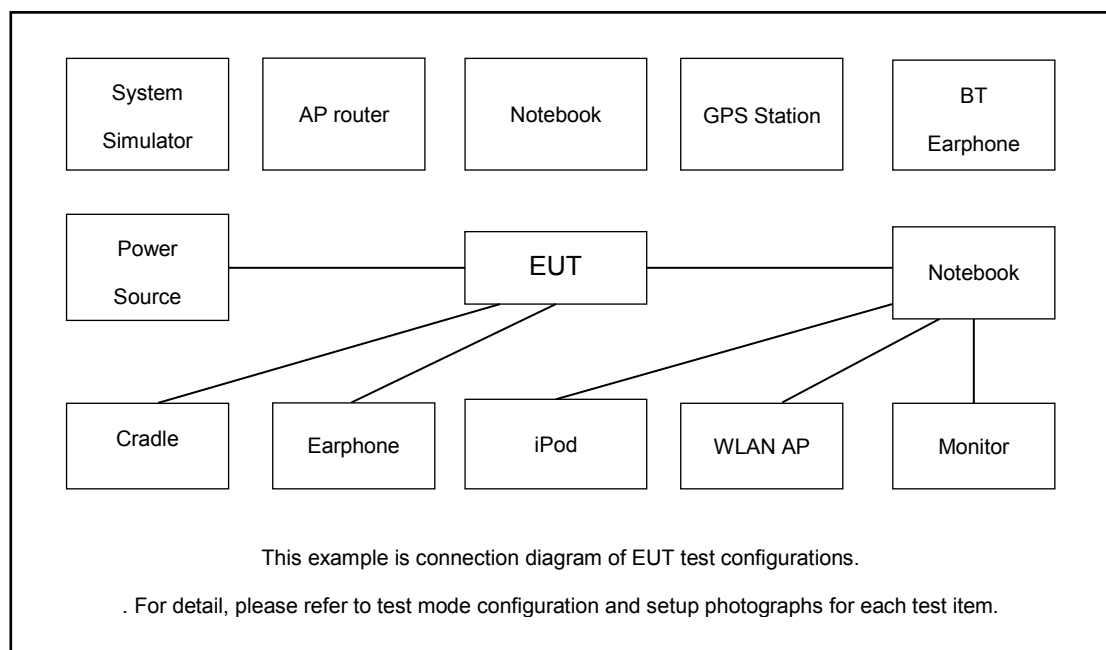 System
Simulator
AP router
Notebook
GPS Station
BT
Earphone
Power
Source
EUT
Notebook
Cradle
Earphone
iPod
WLAN AP
Monitor
This example is connection diagram of EUT test configurations.
. For detail, please refer to test mode configuration and setup photographs for each test item.